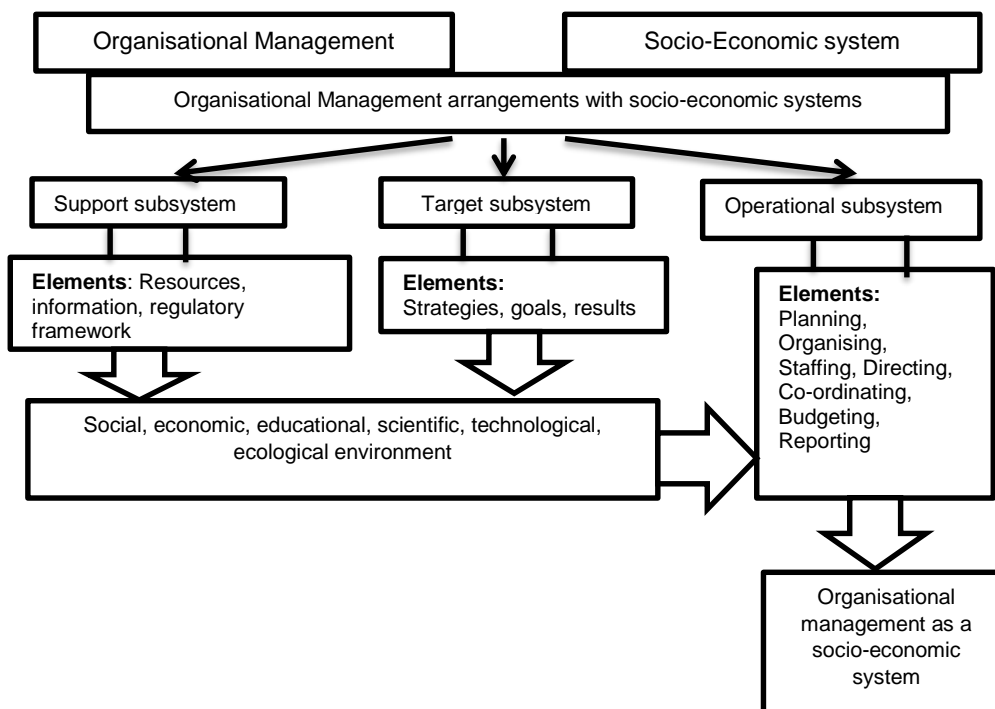 Organisational Management
Socio-Economic system
Organisational Management arrangements with socio-economic systems
Support subsystem
Target subsystem
Operational subsystem
Elements: Resources,
information, regulatory
framework
Elements:
Strategies, goals, results
Elements:
Planning,
Organising,
Staffing, Directing,
Co-ordinating,
Budgeting,
Reporting
Social, economic, educational, scientific, technological,
ecological environment
Organisational
management as a
socio-economic
system